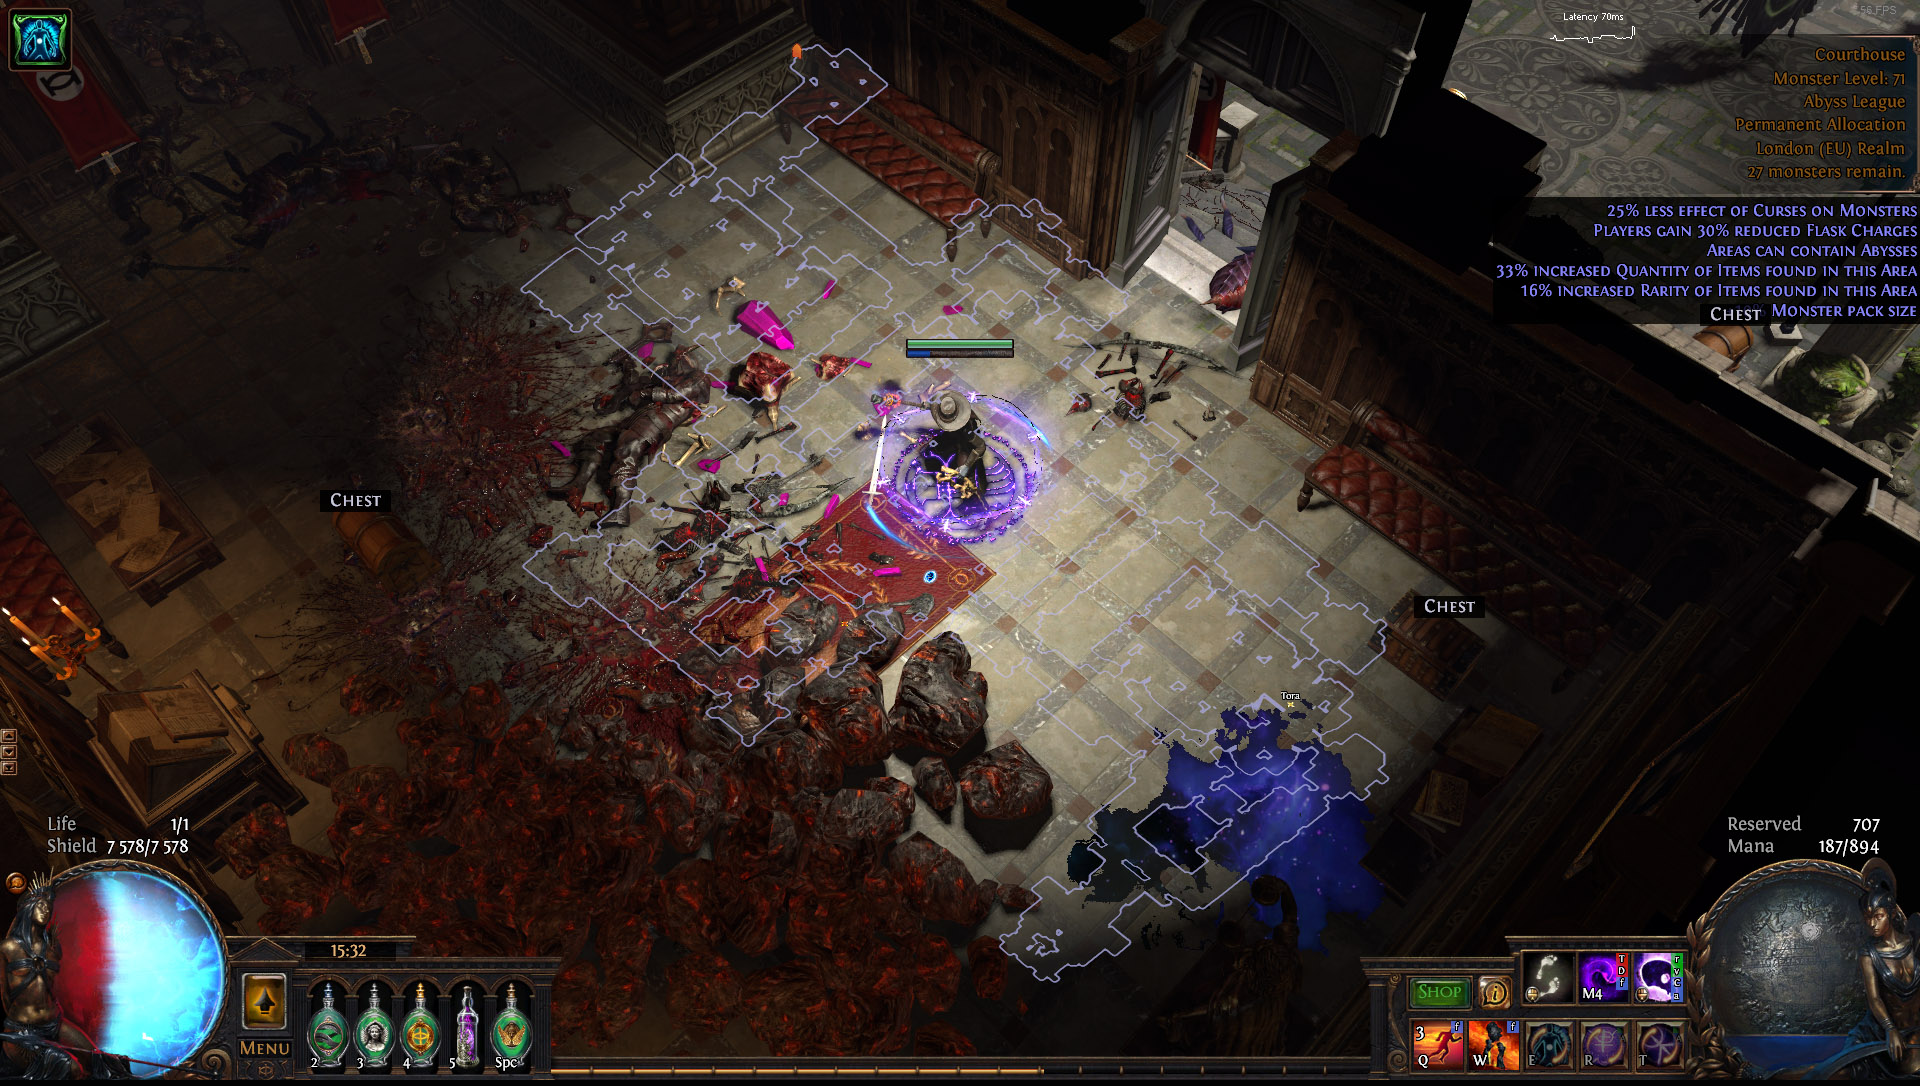 Latency 70ms
56 FPS
Courthouse
Monster Level: 71
Abyss League
Permanent Allocation
London (EU) Realm
27 monsters remain.
25% less effect of Curses on Monsters
Players gain 30% reduced Flask Charges
Areas can contain Abysses
33% increased Quantity of Items found in this Area
16% increased Rarity of Items found in this Area
Monster pack size
Chest
Chest
Chest
Tora
Life 1/1
Shield 7 578/7 578
Reserved 707
Mana 187/894
15:32
Menu
2 3 4 5 Spc
Shop
M4
T
D
f
r
v
C
a
3
Q f
W f
E
R
T